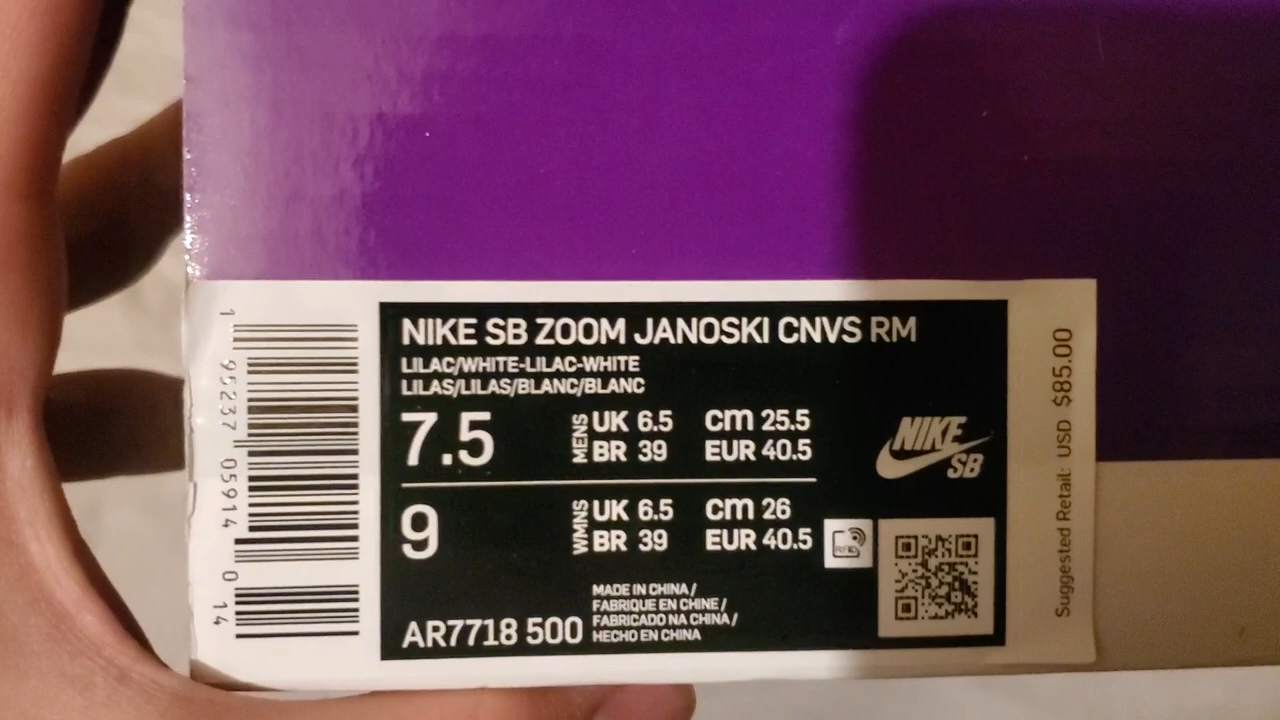 NIKE SB ZOOM JANOSKI CNVS RM
LILAC/WHITE-LILAC-WHITE
LILAS/LILAS/BLANC/BLANC
7.5 MENS UK 6.5 CM 25.5
BR 39 EUR 40.5
NIKE
SB
9 WMNS UK 6.5 CM 26
BR 39 EUR 40.5
RFID
MADE IN CHINA /
FABRIQUE EN CHINE /
FABRICADO NA CHINA /
HECHO EN CHINA
AR7718 500
1 95237 05914 0 14
Suggested Retail: USD $85.00